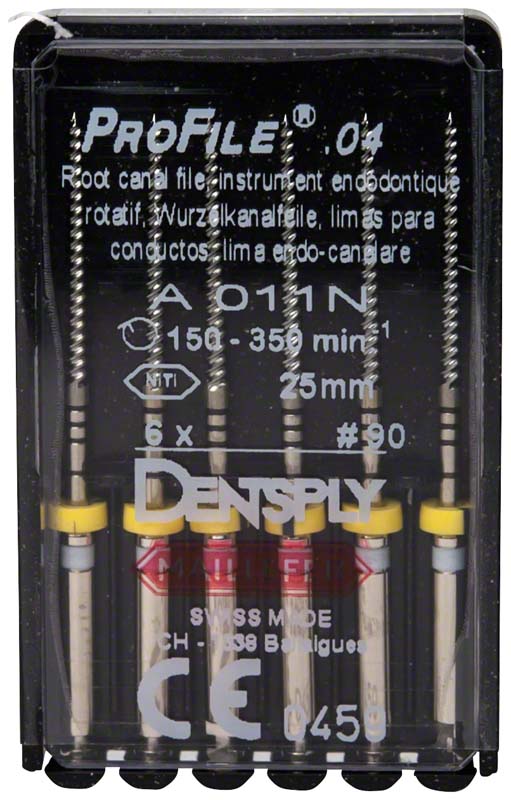 PROFILE® .04
Root canal file, instrument endodontique
rotatif, Wurzelkanalfeile, limas para
conductos, lima endo-canalare
A 011N
150 - 350 min⁻¹
NiTi 25mm
6 x #90
DENTSPLY
MAILLEFER
SWISS MADE
CH - 1338 Ballaigues
CE 0459